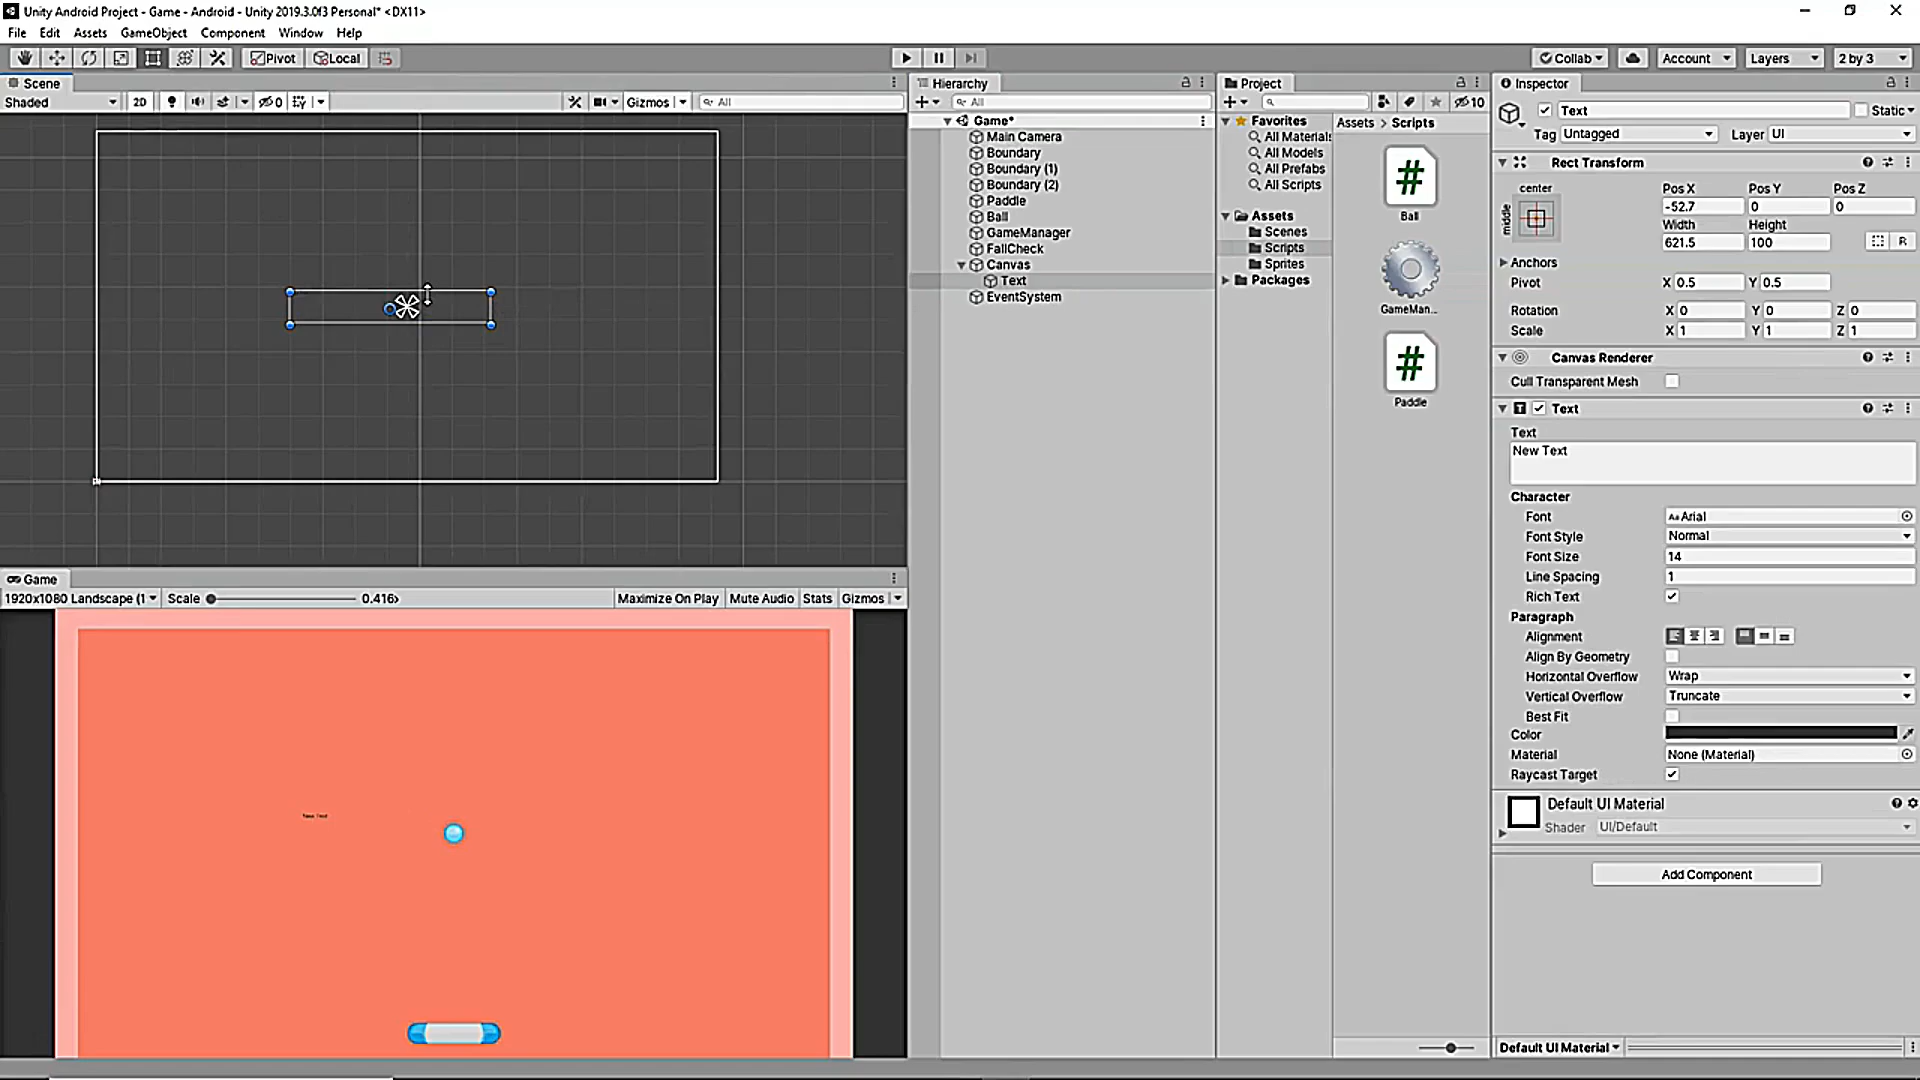 Unity Android Project - Game - Android - Unity 2019.3.0f3 Personal* <DX11>
File Edit Assets GameObject Component Window Help
Pivot Local Collab Account Layers 2 by 3
Scene
Shaded 2D 0 Gizmos All
Hierarchy
All
Game*
Main Camera
Boundary
Boundary (1)
Boundary (2)
Paddle
Ball
GameManager
FallCheck
Canvas
Text
EventSystem
Project
10
Favorites
All Materials
All Models
All Prefabs
All Scripts
Assets
Scenes
Scripts
Sprites
Packages
Assets > Scripts
Ball
GameMan...
Paddle
Inspector
Text Static
Tag Untagged Layer UI
Rect Transform
center
middle
Pos X Pos Y Pos Z
-52.7 0 0
Width Height
621.5 100
R
Anchors
Pivot X 0.5 Y 0.5
Rotation X 0 Y 0 Z 0
Scale X 1 Y 1 Z 1
Canvas Renderer
Cull Transparent Mesh
Text
Text
New Text
Character
Font Arial
Font Style Normal
Font Size 14
Line Spacing 1
Rich Text
Paragraph
Alignment
Align By Geometry
Horizontal Overflow Wrap
Vertical Overflow Truncate
Best Fit
Color
Material None (Material)
Raycast Target
Default UI Material
Shader UI/Default
Add Component
Default UI Material
Game
1920x1080 Landscape (1 Scale 0.416x Maximize On Play Mute Audio Stats Gizmos
New Text